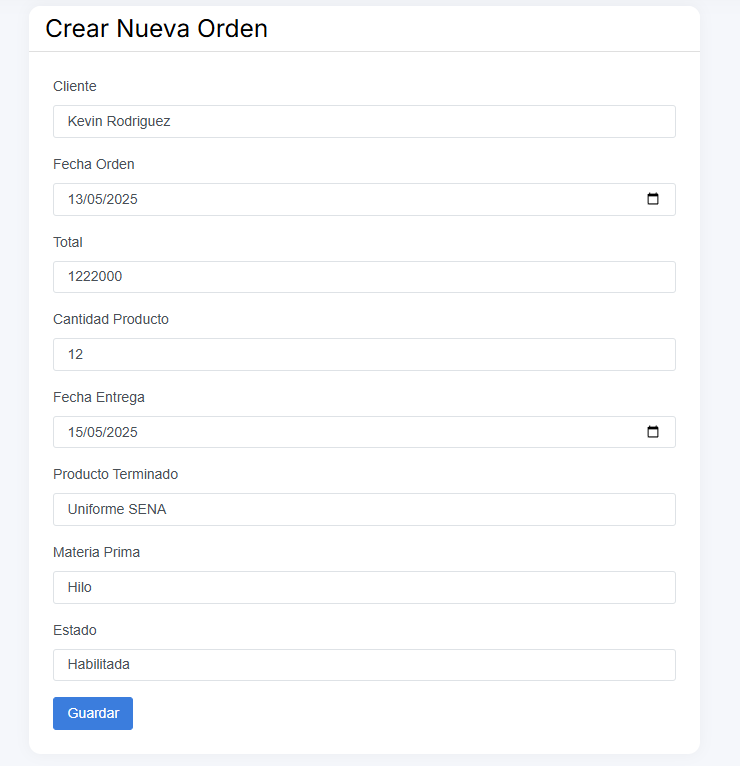 Crear Nueva Orden
Cliente
Kevin Rodriguez
Fecha Orden
13/05/2025
Total
1222000
Cantidad Producto
12
Fecha Entrega
15/05/2025
Producto Terminado
Uniforme SENA
Materia Prima
Hilo
Estado
Habilitada
Guardar